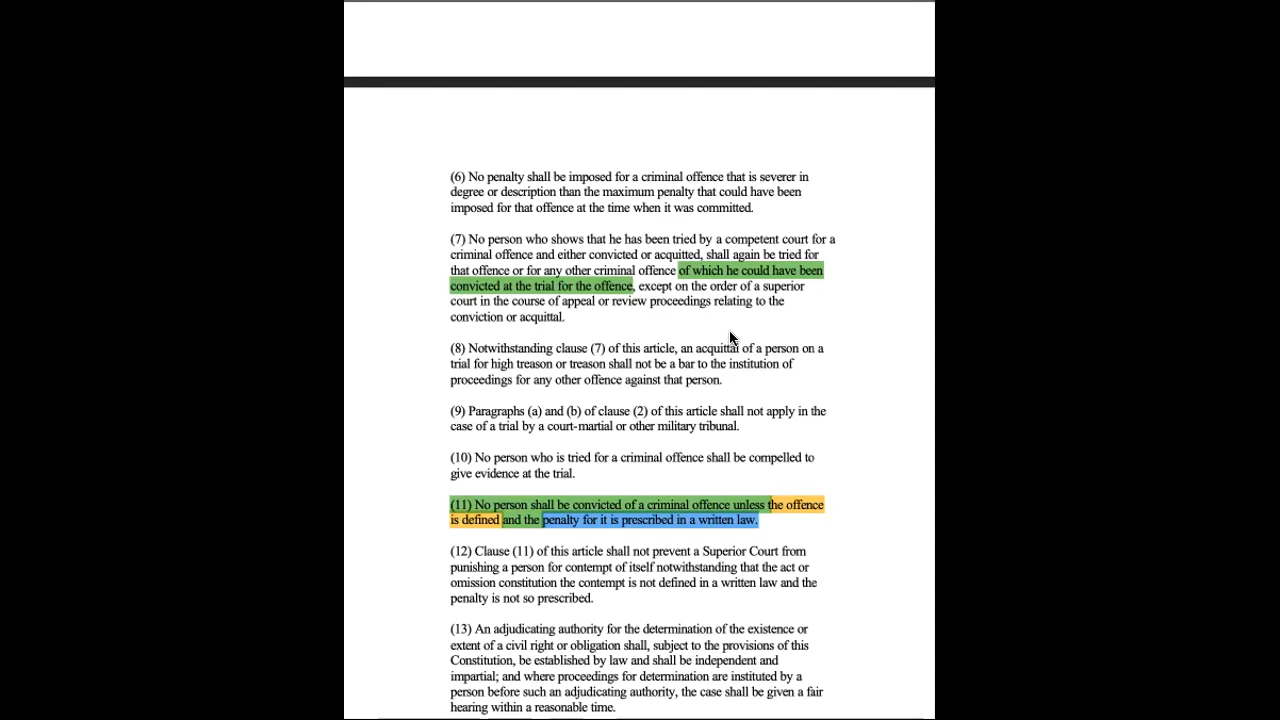 (6) No penalty shall be imposed for a criminal offence that is severer in
degree or description than the maximum penalty that could have been
imposed for that offence at the time when it was committed.
(7) No person who shows that he has been tried by a competent court for a
criminal offence and either convicted or acquitted, shall again be tried for
that offence or for any other criminal offence of which he could have been
convicted at the trial for the offence, except on the order of a superior
court in the course of appeal or review proceedings relating to the
conviction or acquittal.
(8) Notwithstanding clause (7) of this article, an acquittal of a person on a
trial for high treason or treason shall not be a bar to the institution of
proceedings for any other offence against that person.
(9) Paragraphs (a) and (b) of clause (2) of this article shall not apply in the
case of a trial by a court-martial or other military tribunal.
(10) No person who is tried for a criminal offence shall be compelled to
give evidence at the trial.
(11) No person shall be convicted of a criminal offence unless the offence
is defined and the penalty for it is prescribed in a written law.
(12) Clause (11) of this article shall not prevent a Superior Court from
punishing a person for contempt of itself notwithstanding that the act or
omission constitution the contempt is not defined in a written law and the
penalty is not so prescribed.
(13) An adjudicating authority for the determination of the existence or
extent of a civil right or obligation shall, subject to the provisions of this
Constitution, be established by law and shall be independent and
impartial; and where proceedings for determination are instituted by a
person before such an adjudicating authority, the case shall be given a fair
hearing within a reasonable time.